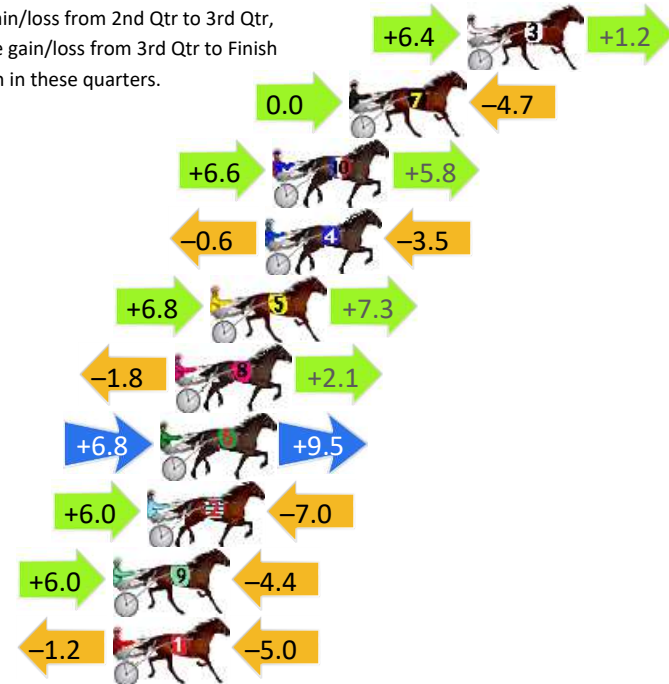 ain/loss from 2nd Qtr to 3rd Qtr,
e gain/loss from 3rd Qtr to Finish
n in these quarters.
+6.4 3 +1.2
0.0 7 –4.7
+6.6 10 +5.8
–0.6 4 –3.5
+6.8 5 +7.3
–1.8 8 +2.1
+6.8 6 +9.5
+6.0 2 –7.0
+6.0 9 –4.4
–1.2 1 –5.0